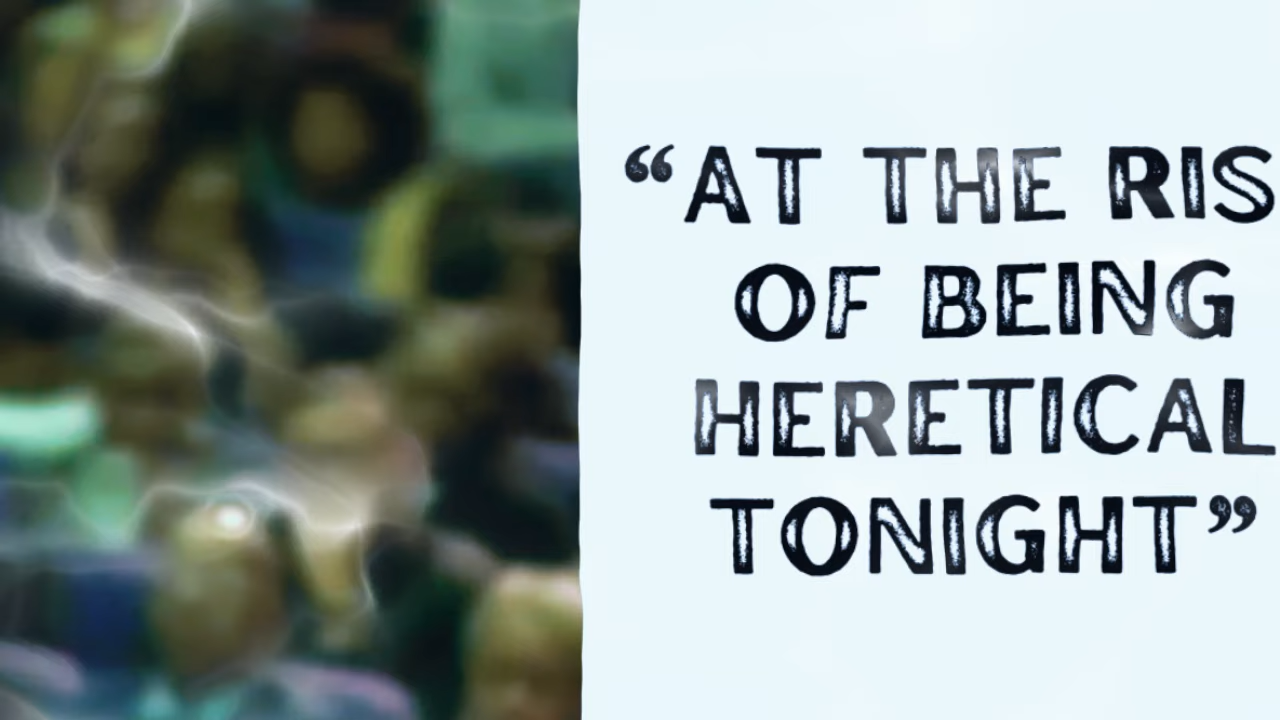 “AT THE RIS
OF BEING
HERETICAL
TONIGHT”